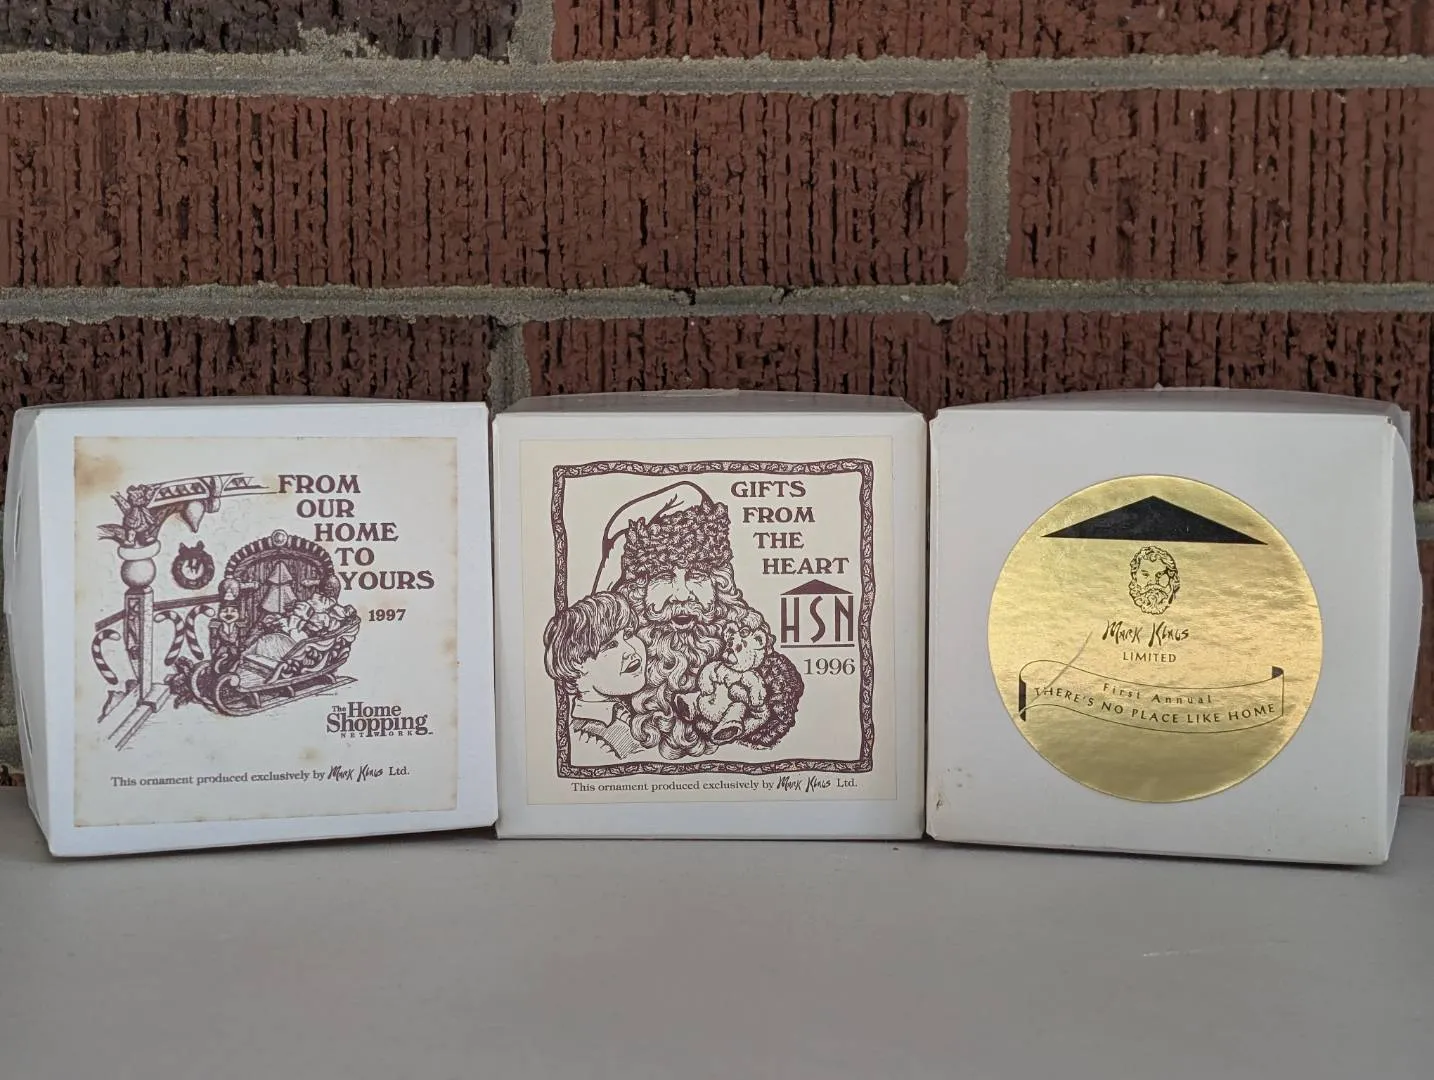 FROM
OUR
HOME
TO
YOURS
1997
The Home
Shopping
NETWORK
This ornament produced exclusively by Mark Klaus Ltd.
GIFTS
FROM
THE
HEART
HSN
1996
This ornament produced exclusively by Mark Klaus Ltd.
Mark Klaus
LIMITED
First Annual
THERE'S NO PLACE LIKE HOME